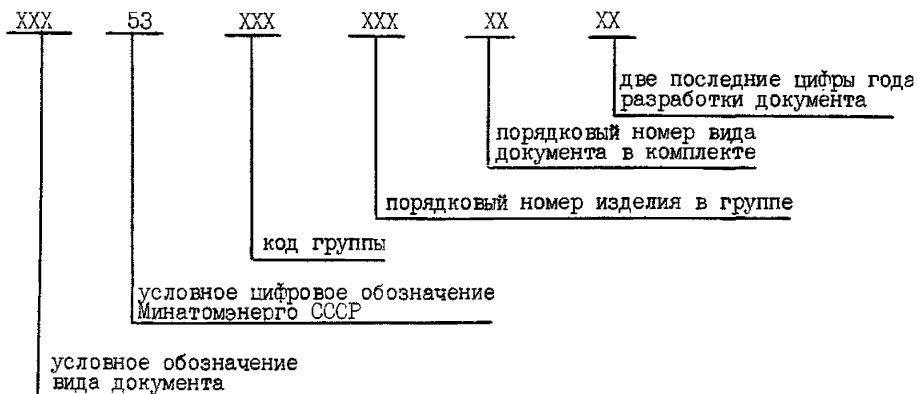 XXX 53 XXX XXX XX XX
две последние цифры года
разработки документа
порядковый номер вида
документа в комплекте
порядковый номер изделия в группе
код группы
условное цифровое обозначение
Минатомэнерго СССР
условное обозначение
вида документа